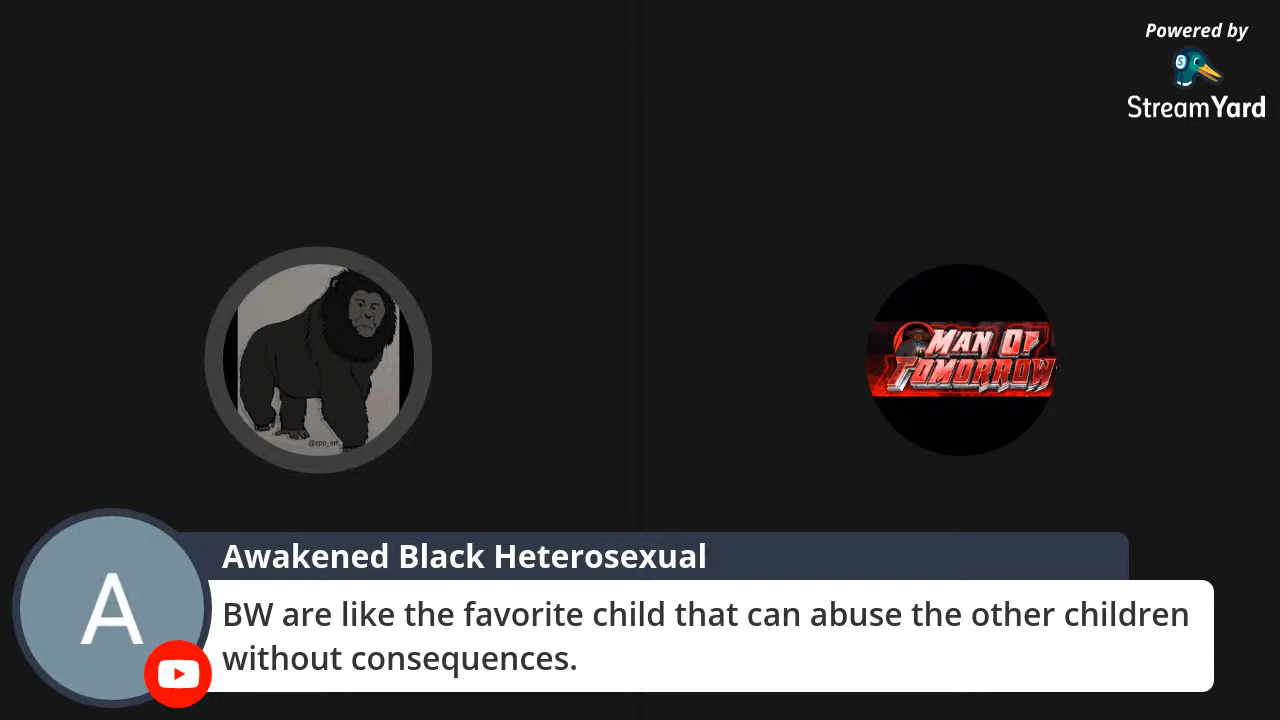 Powered by
StreamYard
MAN OF
TOMORROW
@zpo_art
A
Awakened Black Heterosexual
BW are like the favorite child that can abuse the other children
without consequences.